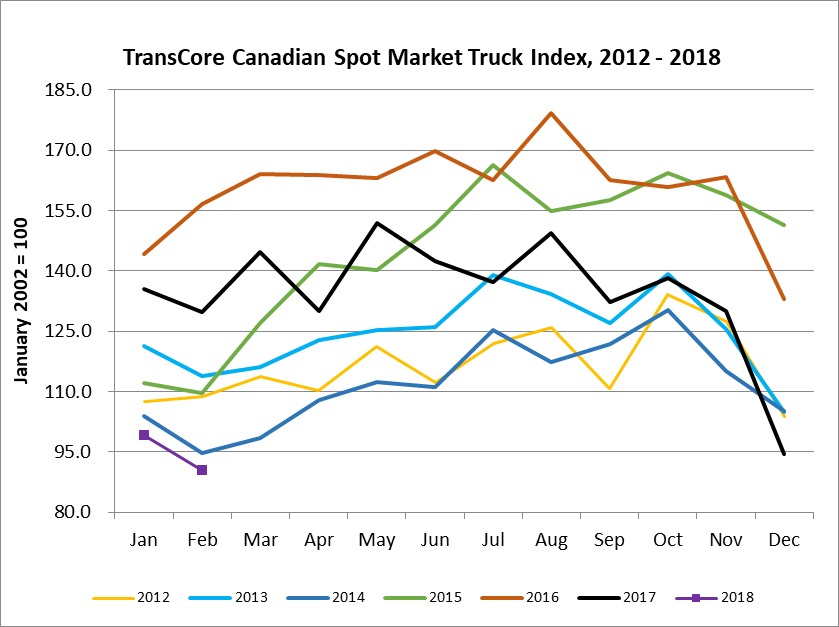 TransCore Canadian Spot Market Truck Index, 2012 - 2018
January 2002 = 100
185.0
170.0
155.0
140.0
125.0
110.0
95.0
80.0
Jan Feb Mar Apr May Jun Jul Aug Sep Oct Nov Dec
2012 2013 2014 2015 2016 2017 2018